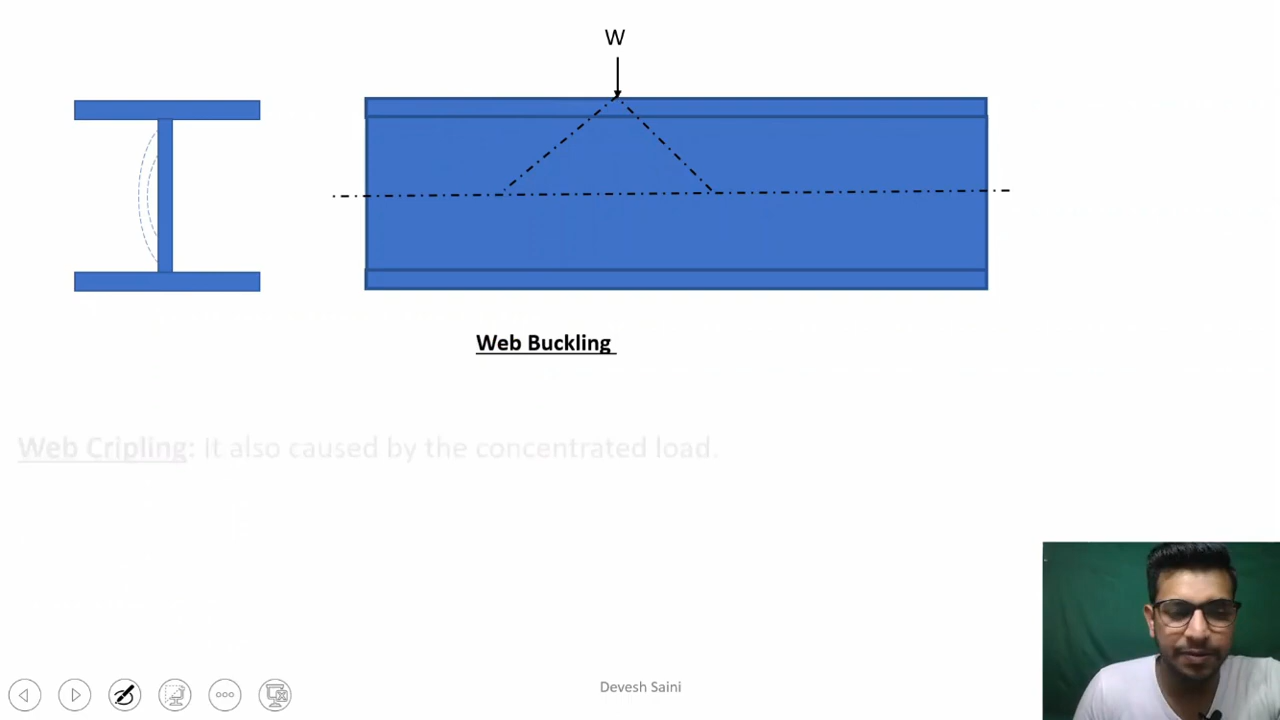 W
Web Buckling
Web Cripling: It also caused by the concentrated load.
Devesh Saini